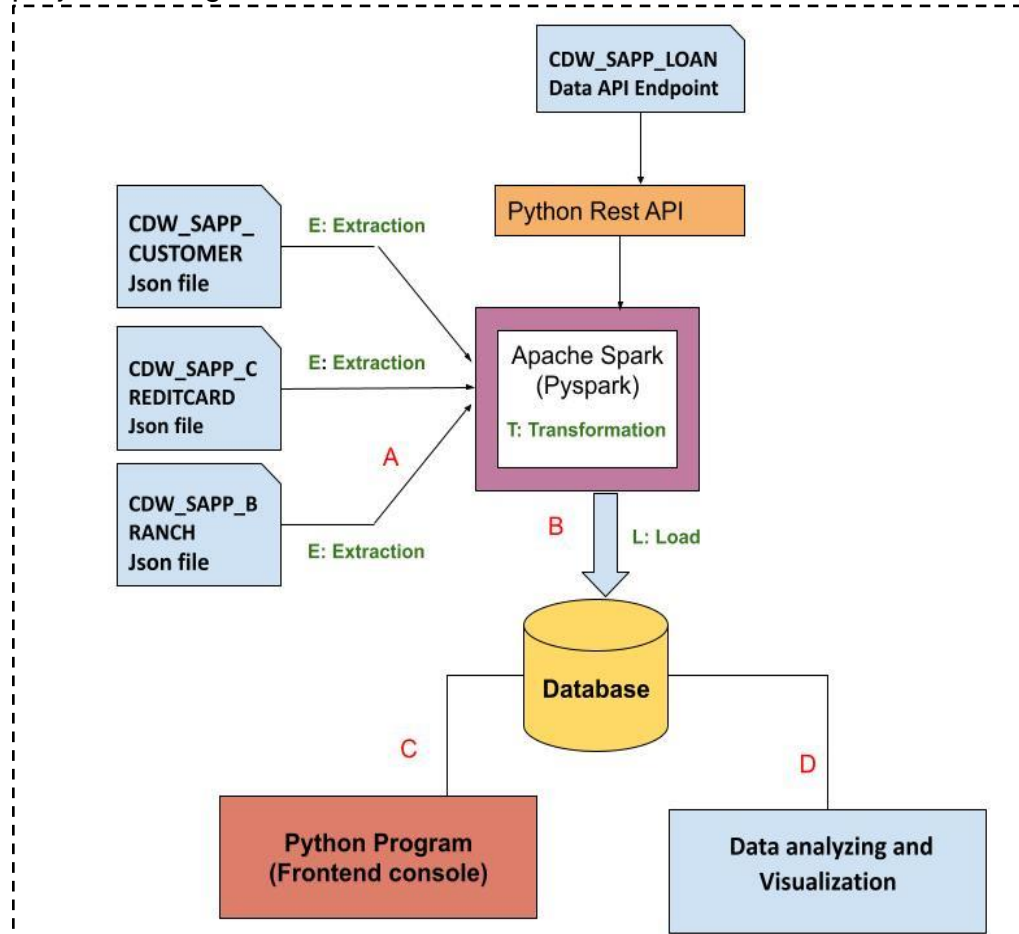 CDW_SAPP_LOAN
Data API Endpoint
Python Rest API
CDW_SAPP_
CUSTOMER
Json file
E: Extraction
CDW_SAPP_C
REDITCARD
Json file
E: Extraction
CDW_SAPP_B
RANCH
Json file
A
E: Extraction
Apache Spark
(Pyspark)
T: Transformation
B
L: Load
Database
C
D
Python Program
(Frontend console)
Data analyzing and
Visualization